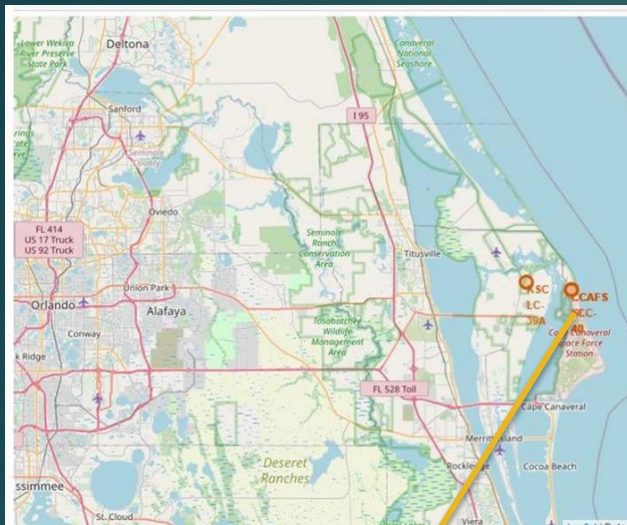 Lower Wekiva
River Preserve
State Park
Deltona
Canaveral
National
Seashore
Sanford
I 95
Seminole
County
FL 414
US 17 Truck
US 92 Truck
Oviedo
Seminole
Ranch
Conservation
Area
Titusville
KSC
LC-
39A
CCAFS
SLC-
40
Union Park
Orlando
Alafaya
Conway
Tosohatchee
Wildlife
Management
Area
Cape Canaveral
Space Force
Station
k Ridge
FL 528 Toll
Cape Canaveral
Merritt Island
Deseret
Ranches
Rockledge
Cocoa Beach
ssimmee
St. Cloud
Viera